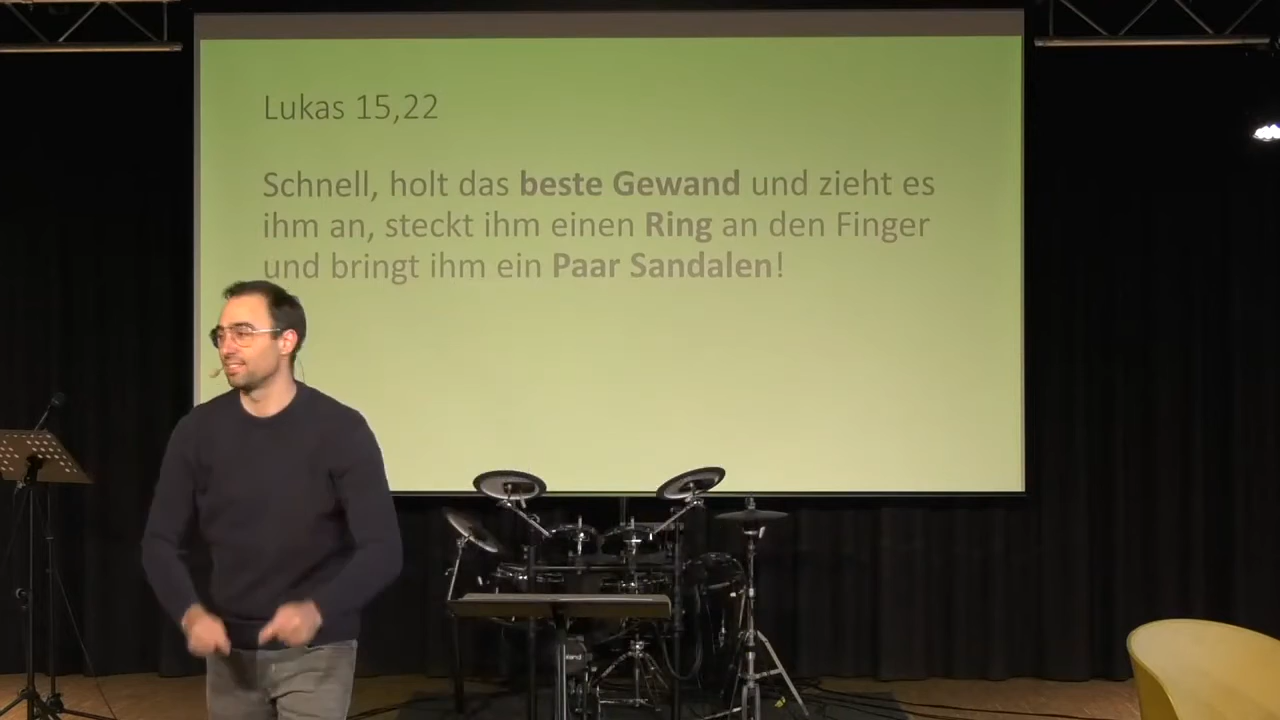 Lukas 15,22
Schnell, holt das beste Gewand und zieht es
ihm an, steckt ihm einen Ring an den Finger
und bringt ihm ein Paar Sandalen!